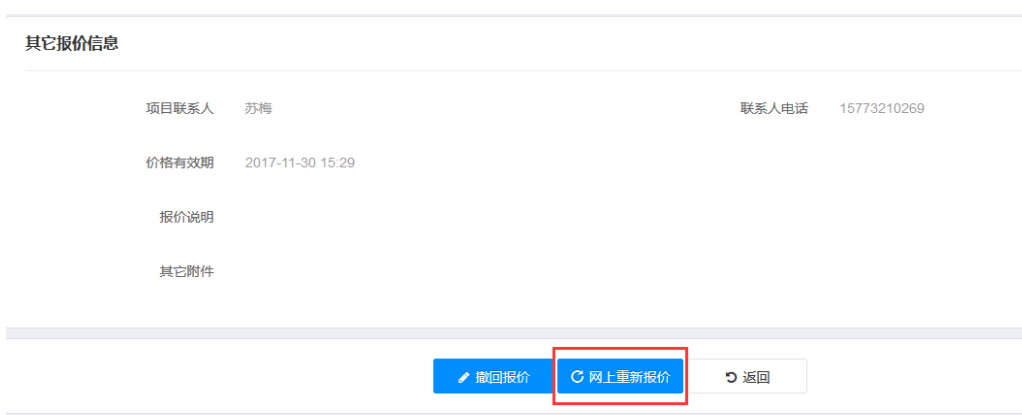 其它报价信息
项目联系人 苏梅 联系人电话 15773210269
价格有效期 2017-11-30 15:29
报价说明
其它附件
撤回报价 网上重新报价 返回